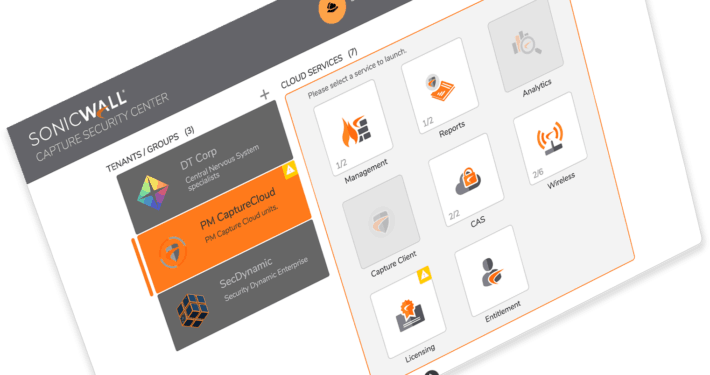 SONICWALL
CAPTURE SECURITY CENTER
TENANTS / GROUPS (3)
+
DT Corp
Central Nervous System
specialists
PM CaptureCloud
PM Capture Cloud units.
SecDynamic
Security Dynamic Enterprise
CLOUD SERVICES (7)
Please select a service to launch.
1/2
Management
1/2
Reports
Analytics
Capture Client
2/2
CAS
2/6
Wireless
Licensing
Entitlement